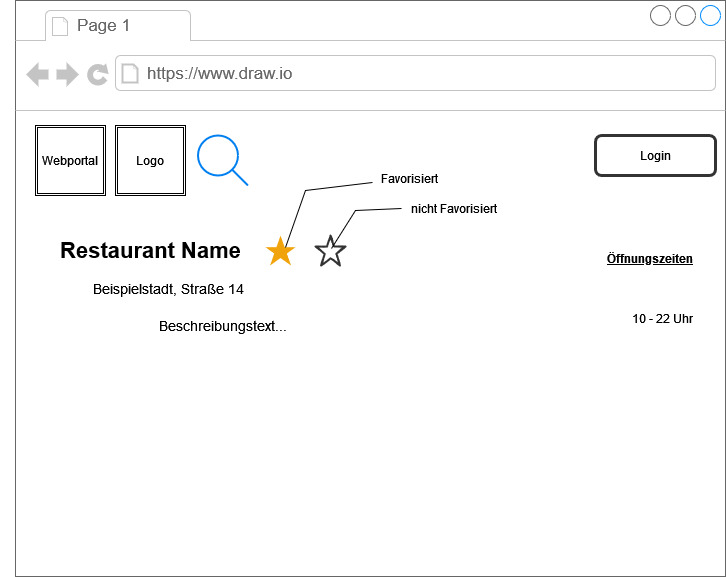 Page 1
https://www.draw.io
Webportal
Logo
Login
Favorisiert
nicht Favorisiert
Restaurant Name
Öffnungszeiten
Beispielstadt, Straße 14
10 - 22 Uhr
Beschreibungstext...